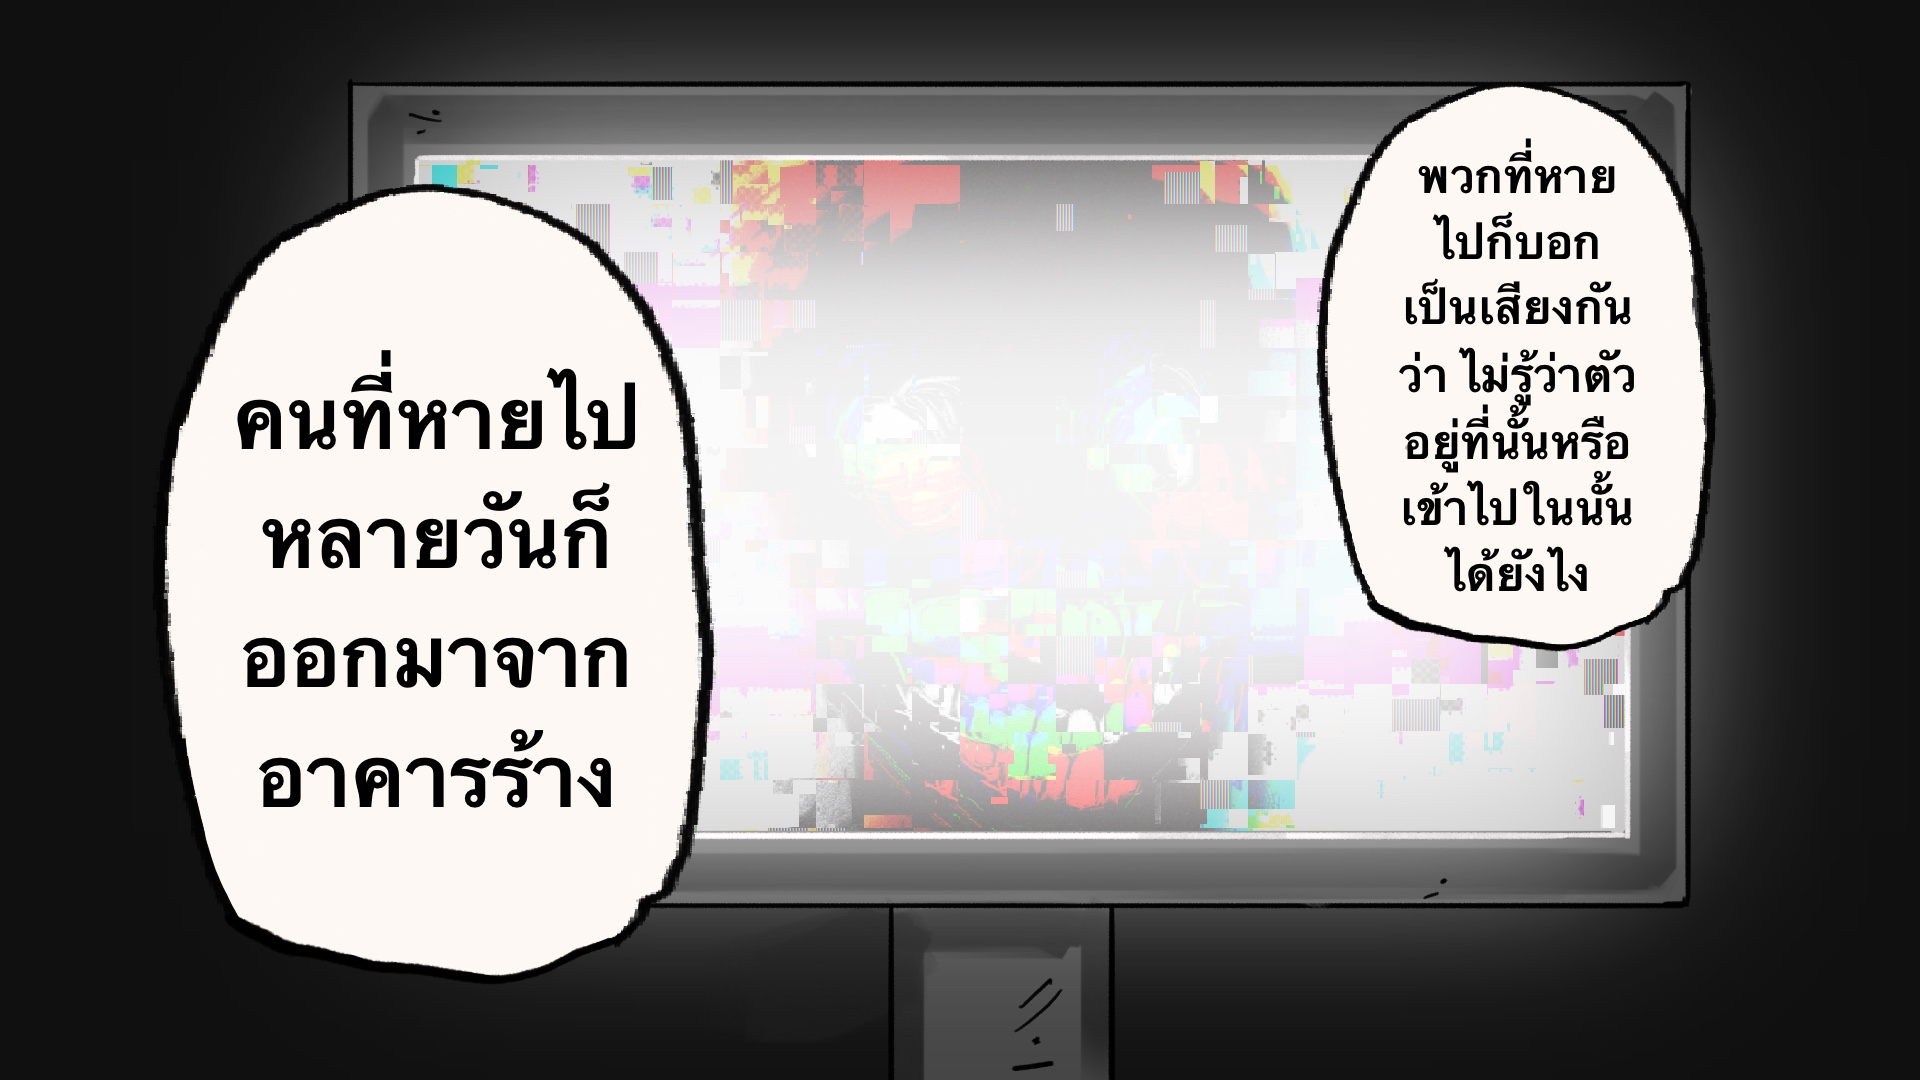 คนที่หายไป
หลายวันก็
ออกมาจาก
อาคารร้าง
พวกที่หาย
ไปก็บอก
เป็นเสียงกัน
ว่า ไม่รู้ว่าตัว
อยู่ที่นั้นหรือ
เข้าไปในนั้น
ได้ยังไง